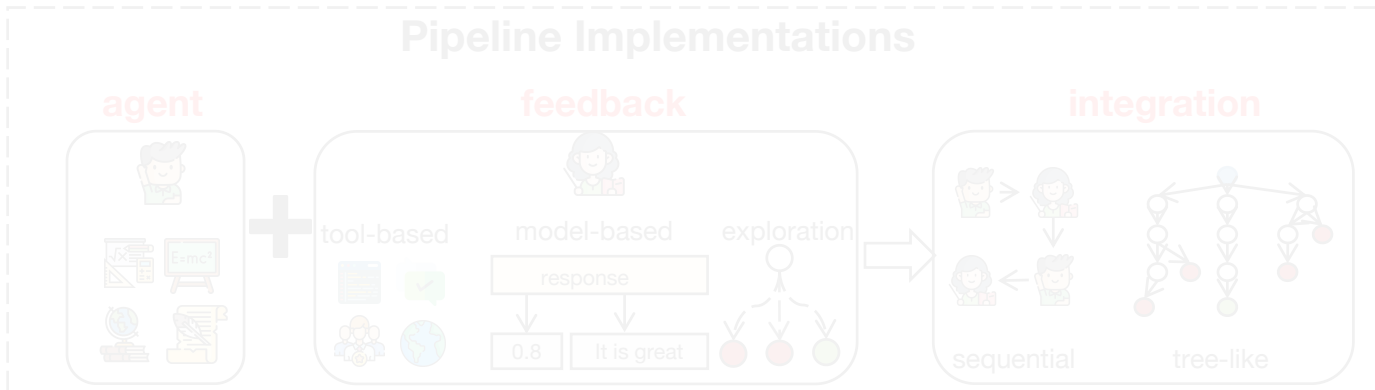 Pipeline Implementations
agent
feedback
integration
√x
E=mc²
tool-based
model-based
exploration
response
0.8
It is great
sequential
tree-like